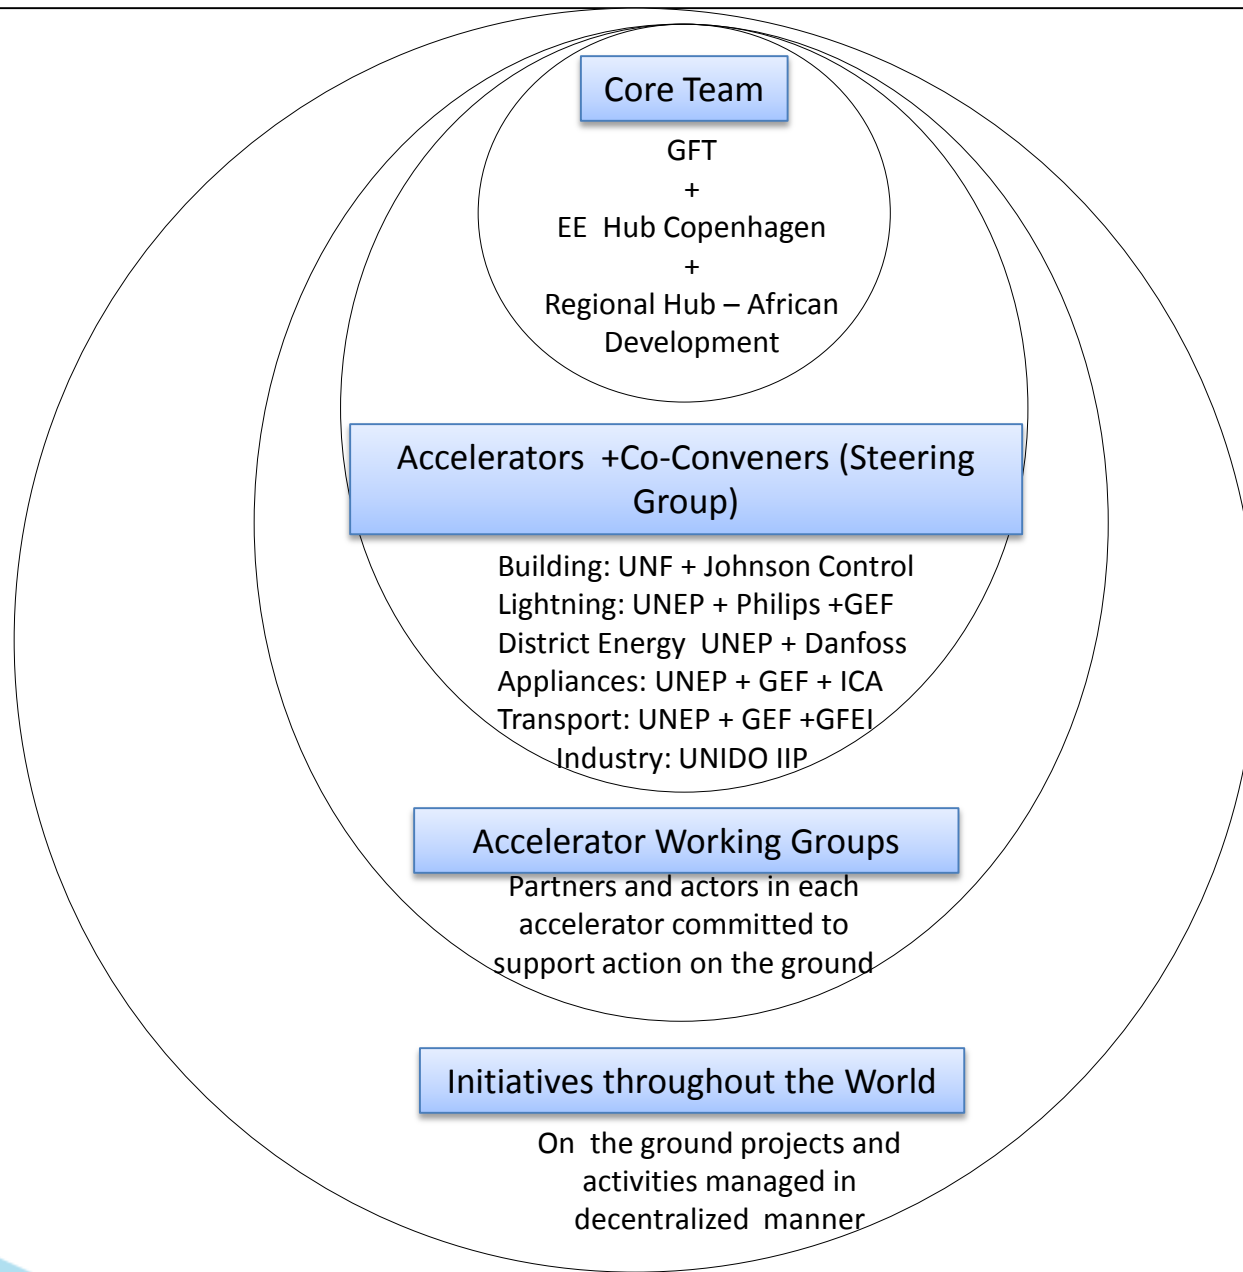 Core Team
GFT
+
EE Hub Copenhagen
+
Regional Hub – African
Development
Accelerators +Co-Conveners (Steering
Group)
Building: UNF + Johnson Control
Lightning: UNEP + Philips +GEF
District Energy UNEP + Danfoss
Appliances: UNEP + GEF + ICA
Transport: UNEP + GEF +GFEI
Industry: UNIDO IIP
Accelerator Working Groups
Partners and actors in each
accelerator committed to
support action on the ground
Initiatives throughout the World
On the ground projects and
activities managed in
decentralized manner